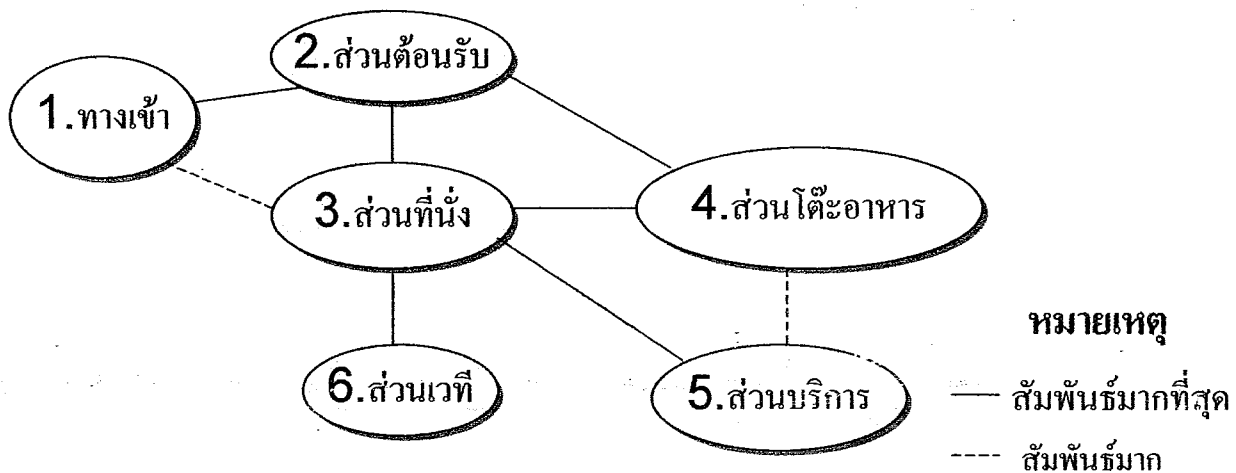 2.ส่วนต้อนรับ
1.ทางเข้า
3.ส่วนที่นั่ง
4.ส่วนโต๊ะอาหาร
6.ส่วนเวที
5.ส่วนบริการ
หมายเหตุ
สัมพันธ์มากที่สุด
สัมพันธ์มาก